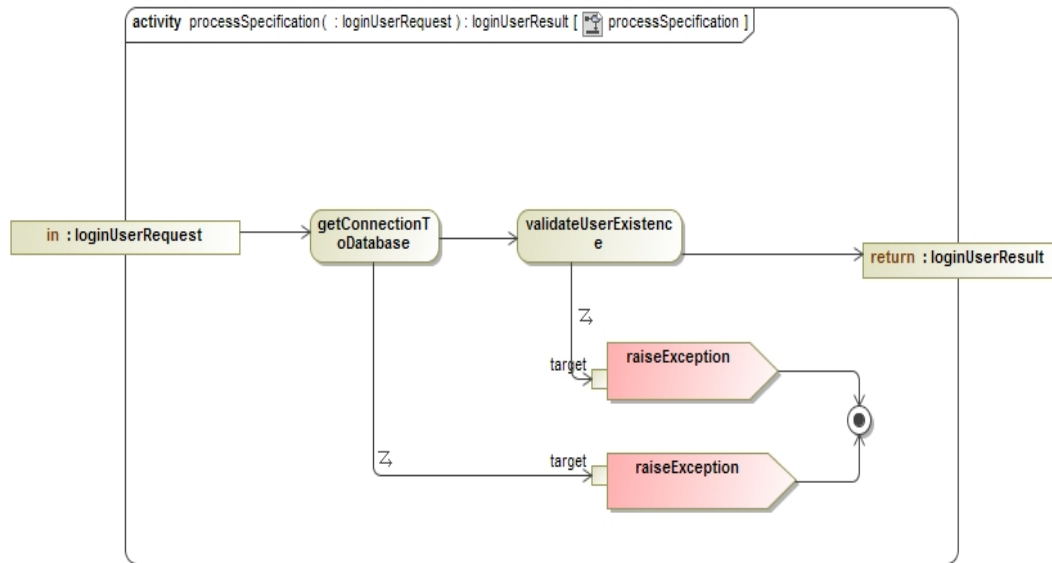 activity processSpecification( : loginUserRequest ) : loginUserResult [ processSpecification ]
in : loginUserRequest
getConnectionT
oDatabase
validateUserExistenc
e
return : loginUserResult
target
raiseException
target
raiseException